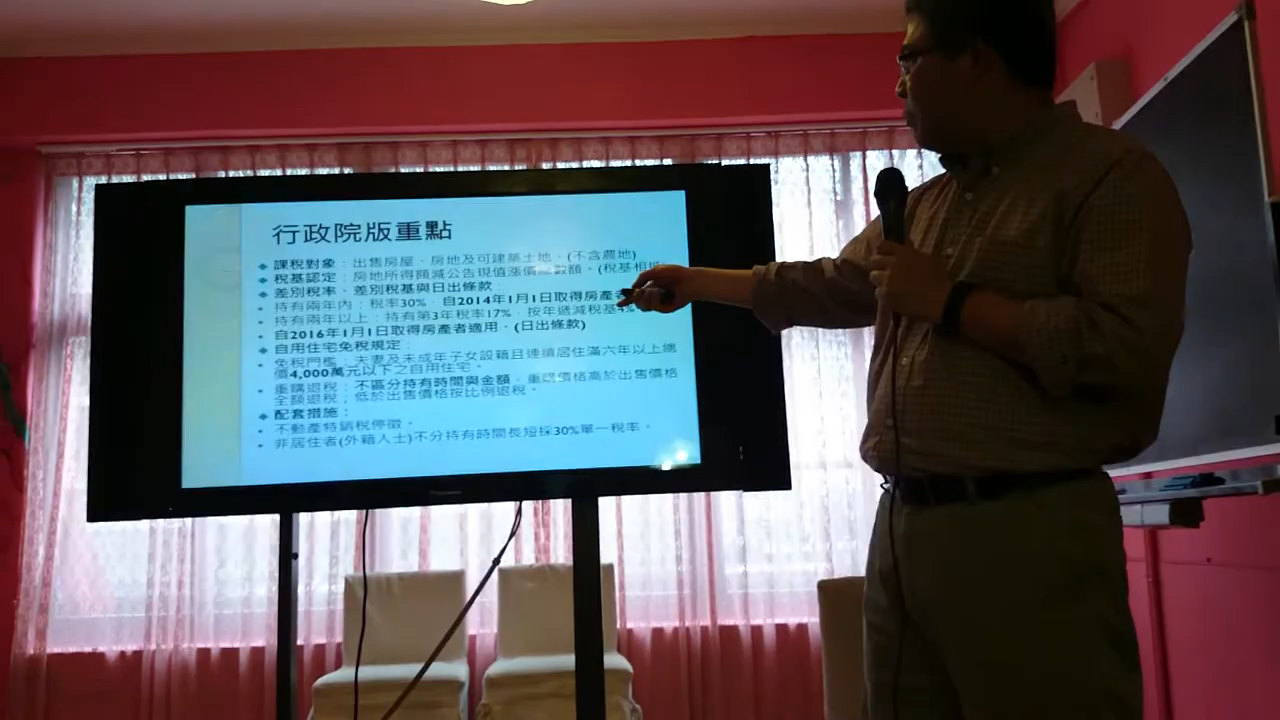 行政院版重點
課稅對象：出售房屋、房地及可建築土地。(不含農地)
稅基認定：房地所得額減公告現值漲價總數額。(稅基相
差別稅率、差別稅基與日出條款：
持有兩年內：稅率30%。自2014年1月1日取得房產
持有兩年以上：持有第3年稅率17%，按年遞減稅基4%
自2016年1月1日取得房產者適用。(日出條款)
自用住宅免稅規定：
免稅門檻：夫妻及未成年子女設籍且連續居住滿六年以上總
價4,000萬元以下之自用住宅。
重購退稅：不區分持有時間與金額，重購價格高於出售價格
全額退稅；低於出售價格按比例退稅。
配套措施：
不動產特銷稅停徵。
非居住者(外籍人士)不分持有時間長短採30%單一稅率。
Panasonic